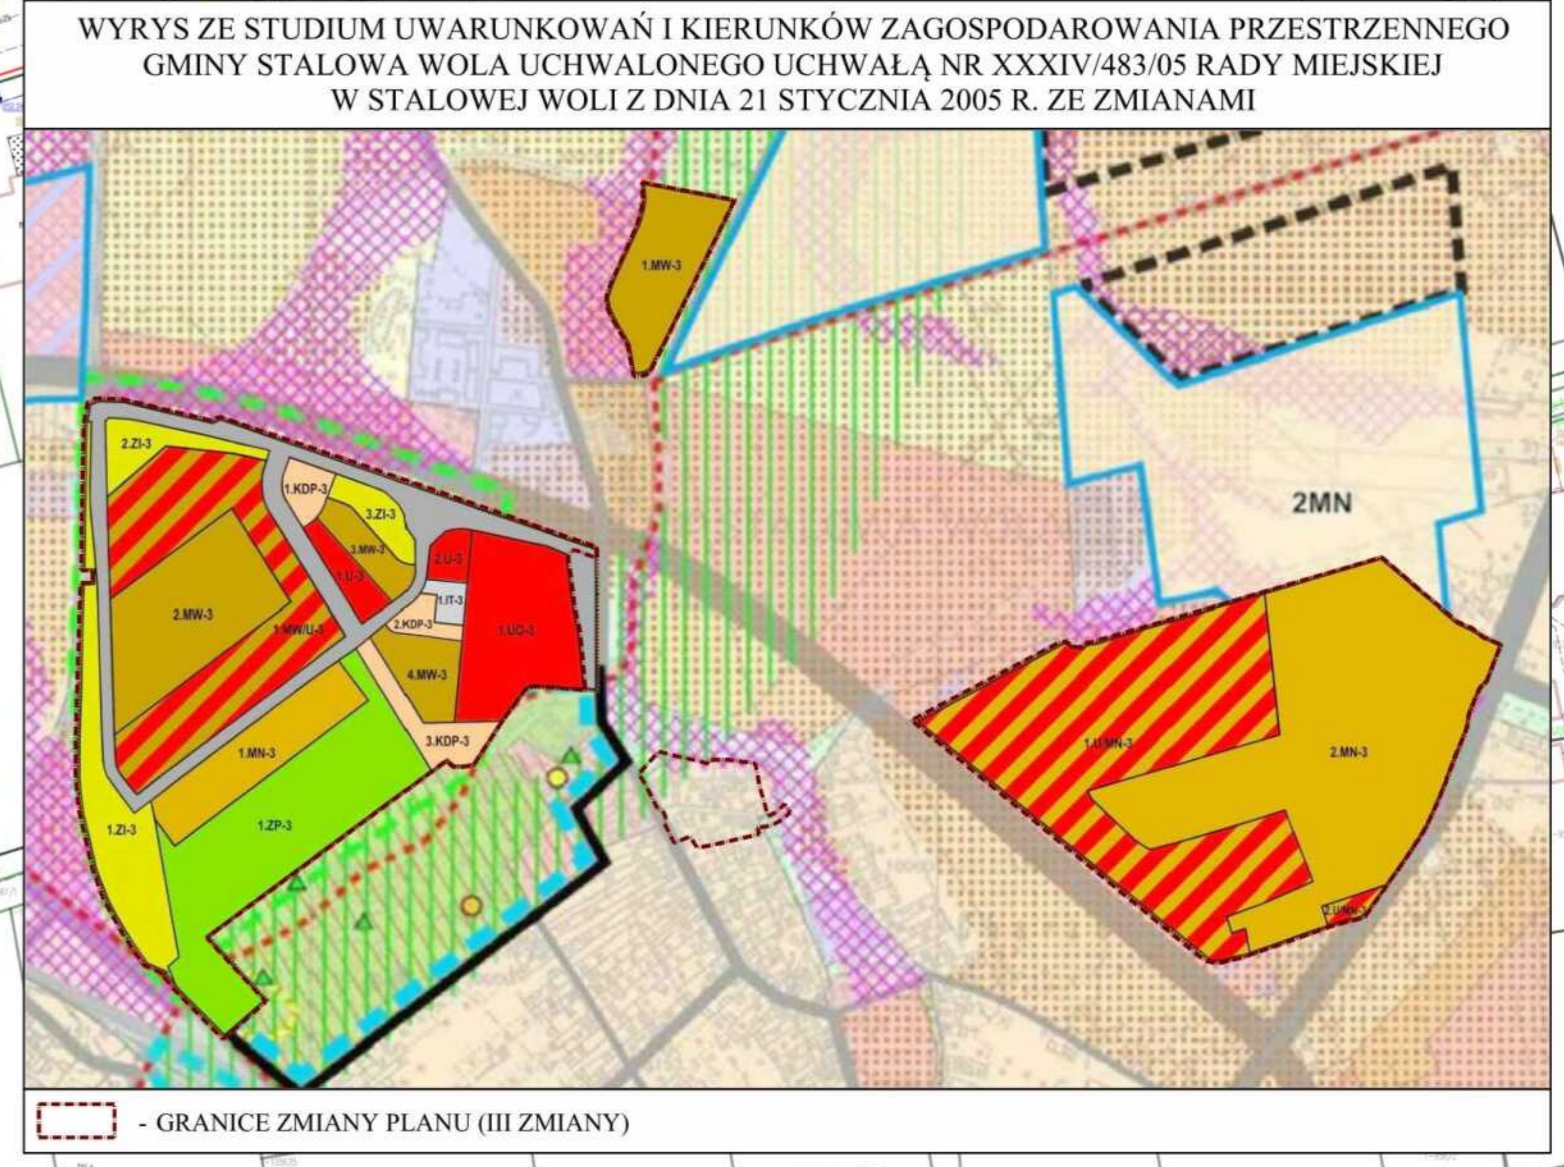 WYRYS ZE STUDIUM UWARUNKOWAŃ I KIERUNKÓW ZAGOSPODAROWANIA PRZESTRZENNEGO
GMINY STALOWA WOLA UCHWALONEGO UCHWAŁĄ NR XXXIV/483/05 RADY MIEJSKIEJ
W STALOWEJ WOLI Z DNIA 21 STYCZNIA 2005 R. ZE ZMIANAMI
1.MW-3
2.ZI-3
1.KDP-3
3.ZI-3
2MN
3.MW-3
2.U-3
1.U-3
1.IT-3
2.MW-3
2.KDP-3
1.MW/U-3
1.UO-3
4.MW-3
3.KDP-3
1.U/MN-3
1.MN-3
2.MN-3
1.ZI-3
1.ZP-3
2.U/MN-3
- GRANICE ZMIANY PLANU (III ZMIANY)